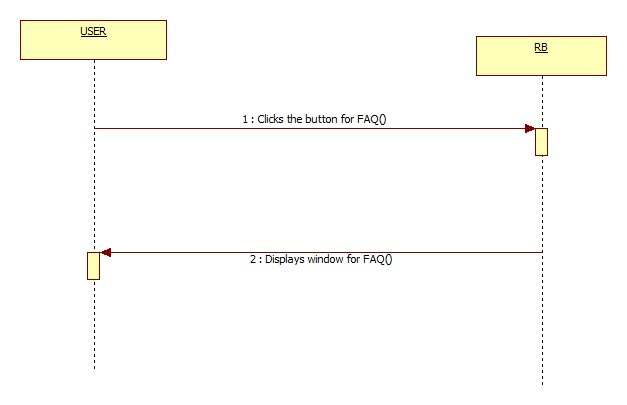 USER
RB
1 : Clicks the button for FAQ()
2 : Displays window for FAQ()